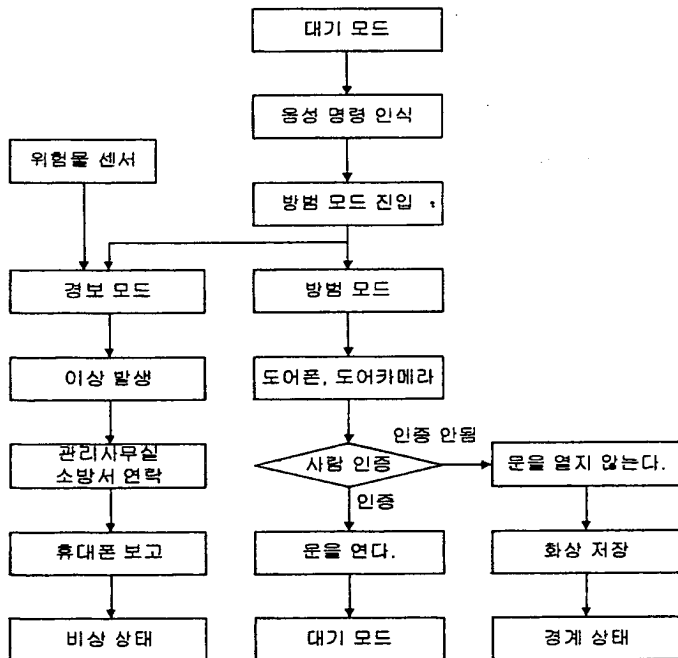 대기 모드
음성 명령 인식
위험물 센서
방범 모드 진입
경보 모드
방범 모드
이상 발생
도어폰, 도어카메라
인증 안됨
관리사무실
소방서 연락
사람 인증
문을 열지 않는다.
인증
휴대폰 보고
문을 연다.
화상 저장
비상 상태
대기 모드
경계 상태